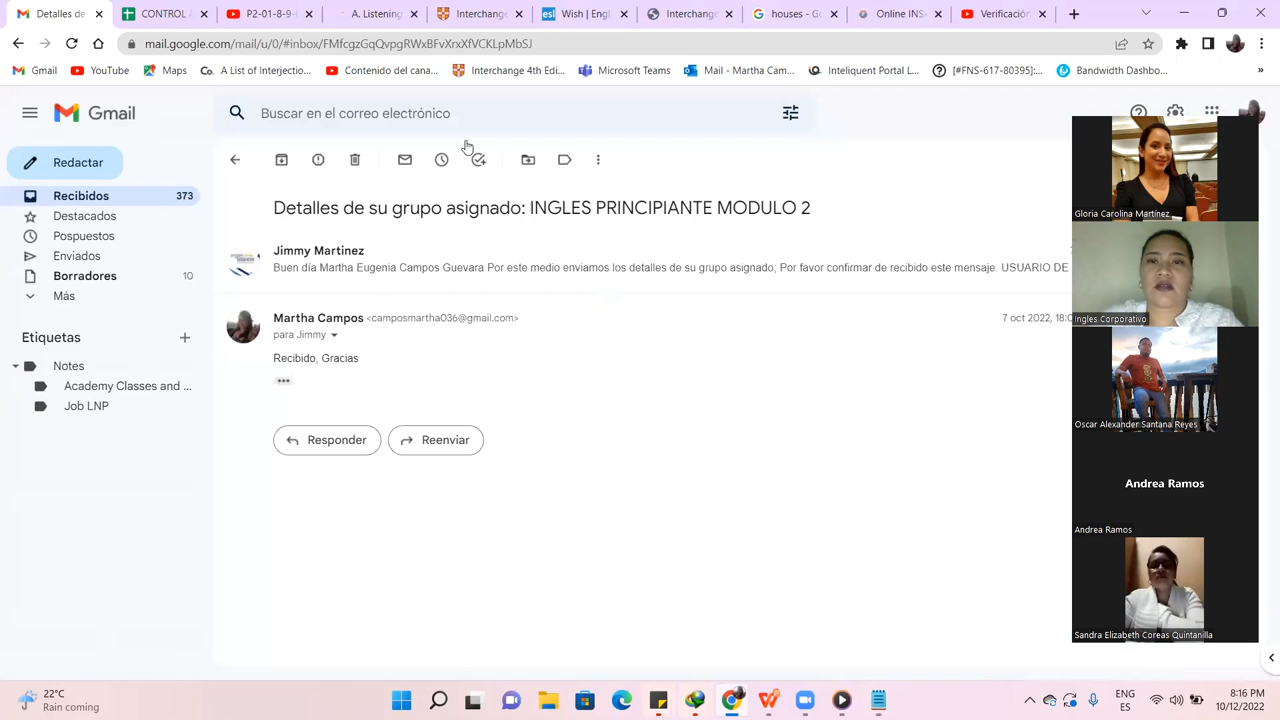 Detalles de
CONTROL A
P2-01-8-9-I
A. Listening
Interchang
esl Wish | Engl
Interchang
houses - G
Online INS
Verificación
mail.google.com/mail/u/0/#inbox/FMfcgzGqQvpgRWxBFvXrxXfVCKLpMbSJ
Gmail
YouTube
Maps
Co. A List of Interjectio...
Contenido del cana...
Interchange 4th Edi...
Microsoft Teams
Mail - Martha Cam...
Inteliquent Portal L...
[#FNS-617-80395]:...
Bandwidth Dashbo...
Gmail
Buscar en el correo electrónico
Redactar
Recibidos 373
Destacados
Pospuestos
Enviados
Borradores 10
Más
Etiquetas
Notes
Academy Classes and ...
Job LNP
Detalles de su grupo asignado: INGLES PRINCIPIANTE MODULO 2
Jimmy Martinez
Buen día Martha Eugenia Campos Guevara Por este medio enviamos los detalles de su grupo asignado; Por favor confirmar de recibido este mensaje. USUARIO DE
Martha Campos <camposmartha036@gmail.com>
7 oct 2022, 18:0
para Jimmy
Recibido, Gracias
Responder
Reenviar
Gloria Carolina Martínez
Ingles Corporativo
Oscar Alexander Santana Reyes
Andrea Ramos
Andrea Ramos
Sandra Elizabeth Coreas Quintanilla
22°C
Rain coming
ENG
ES
8:16 PM
10/12/2022